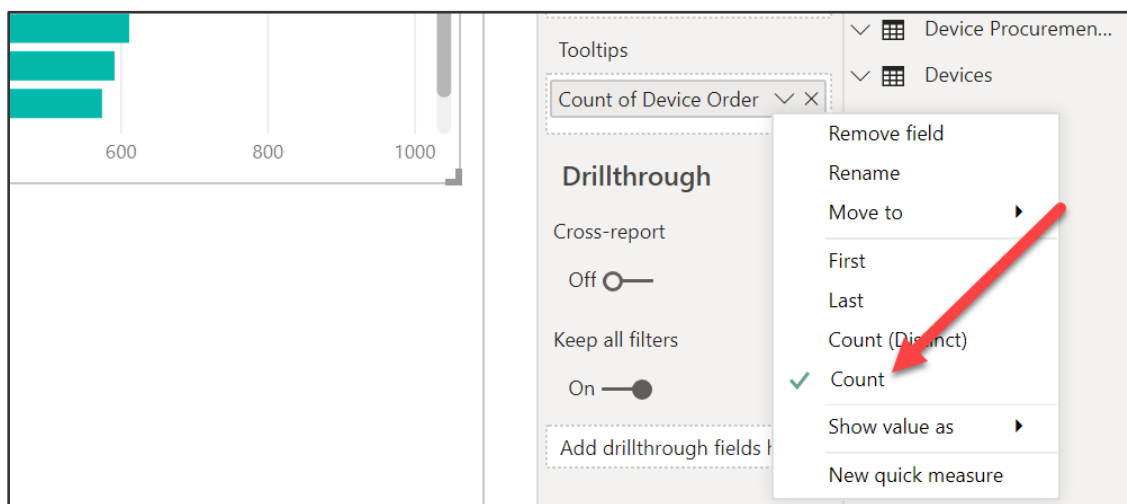 600
800
1000
Tooltips
Count of Device Order
Drillthrough
Cross-report
Off
Keep all filters
On
Add drillthrough fields
Device Procuremen...
Devices
Remove field
Rename
Move to
First
Last
Count (Distinct)
Count
Show value as
New quick measure